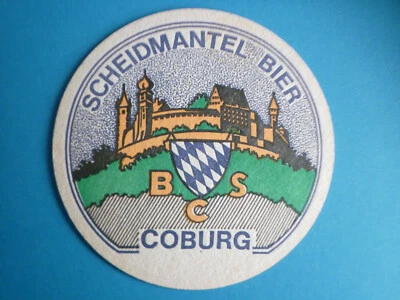 SCHEIDMANTEL BIER
B S
C
COBURG